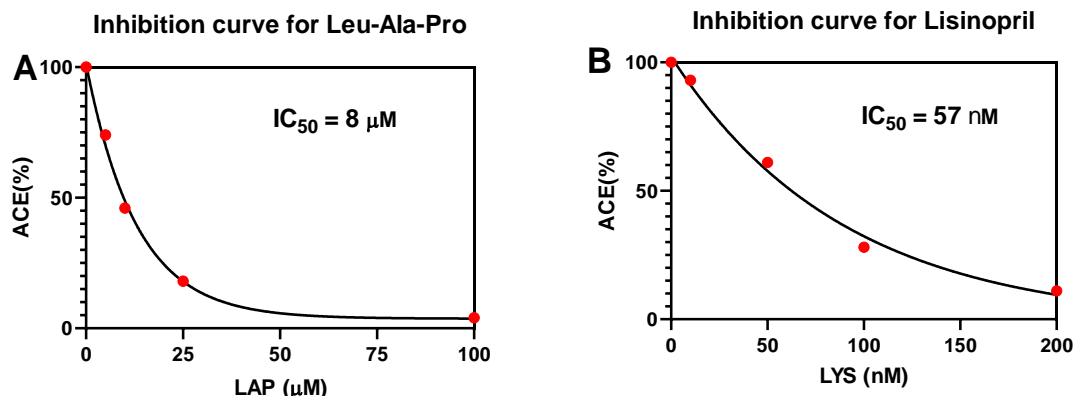 Inhibition curve for Leu-Ala-Pro
A
IC50 = 8 μM
ACE(%)
100
50
0
0 25 50 75 100
LAP (μM)
Inhibition curve for Lisinopril
B
IC50 = 57 nM
ACE(%)
100
50
0
0 50 100 150 200
LYS (nM)